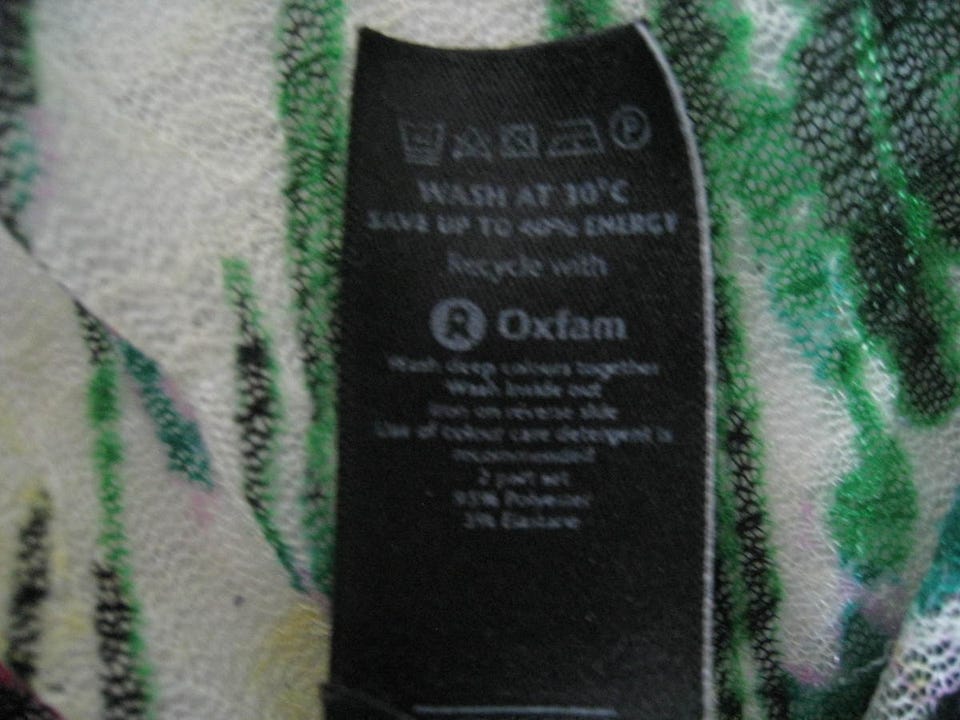 P
WASH AT 30°C
SAVE UP TO 40% ENERGY
Recycle with
Oxfam
Wash deep colours together
Wash inside out
Iron on reverse side
Use of colour care detergent is
recommended
2 part set
95% Polyester
5% Elastane